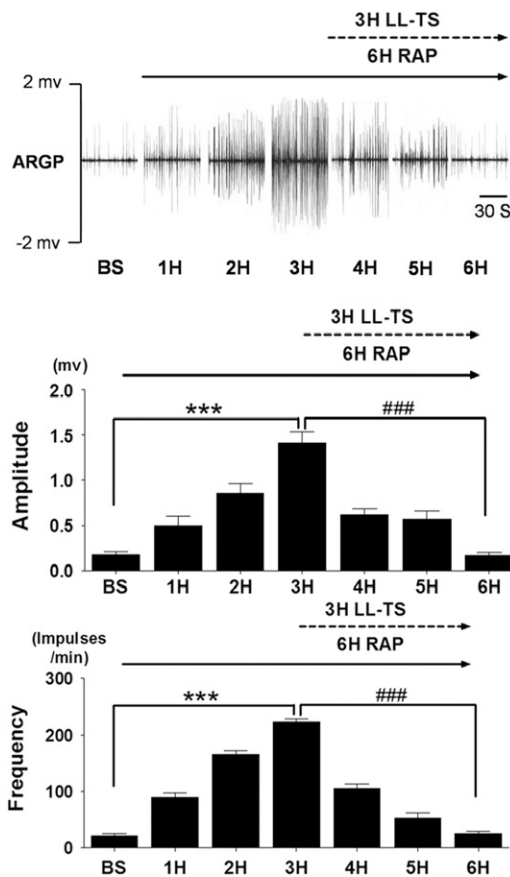 3H LL-TS
6H RAP
2 mv
ARGP
-2 mv
30 S
BS 1H 2H 3H 4H 5H 6H
3H LL-TS
6H RAP
(mv)
2.0
*** ###
1.5
1.0
0.5
0.0
Amplitude
BS 1H 2H 3H 4H 5H 6H
3H LL-TS
(Impulses
/min)
6H RAP
300
*** ###
200
100
0
Frequency
BS 1H 2H 3H 4H 5H 6H